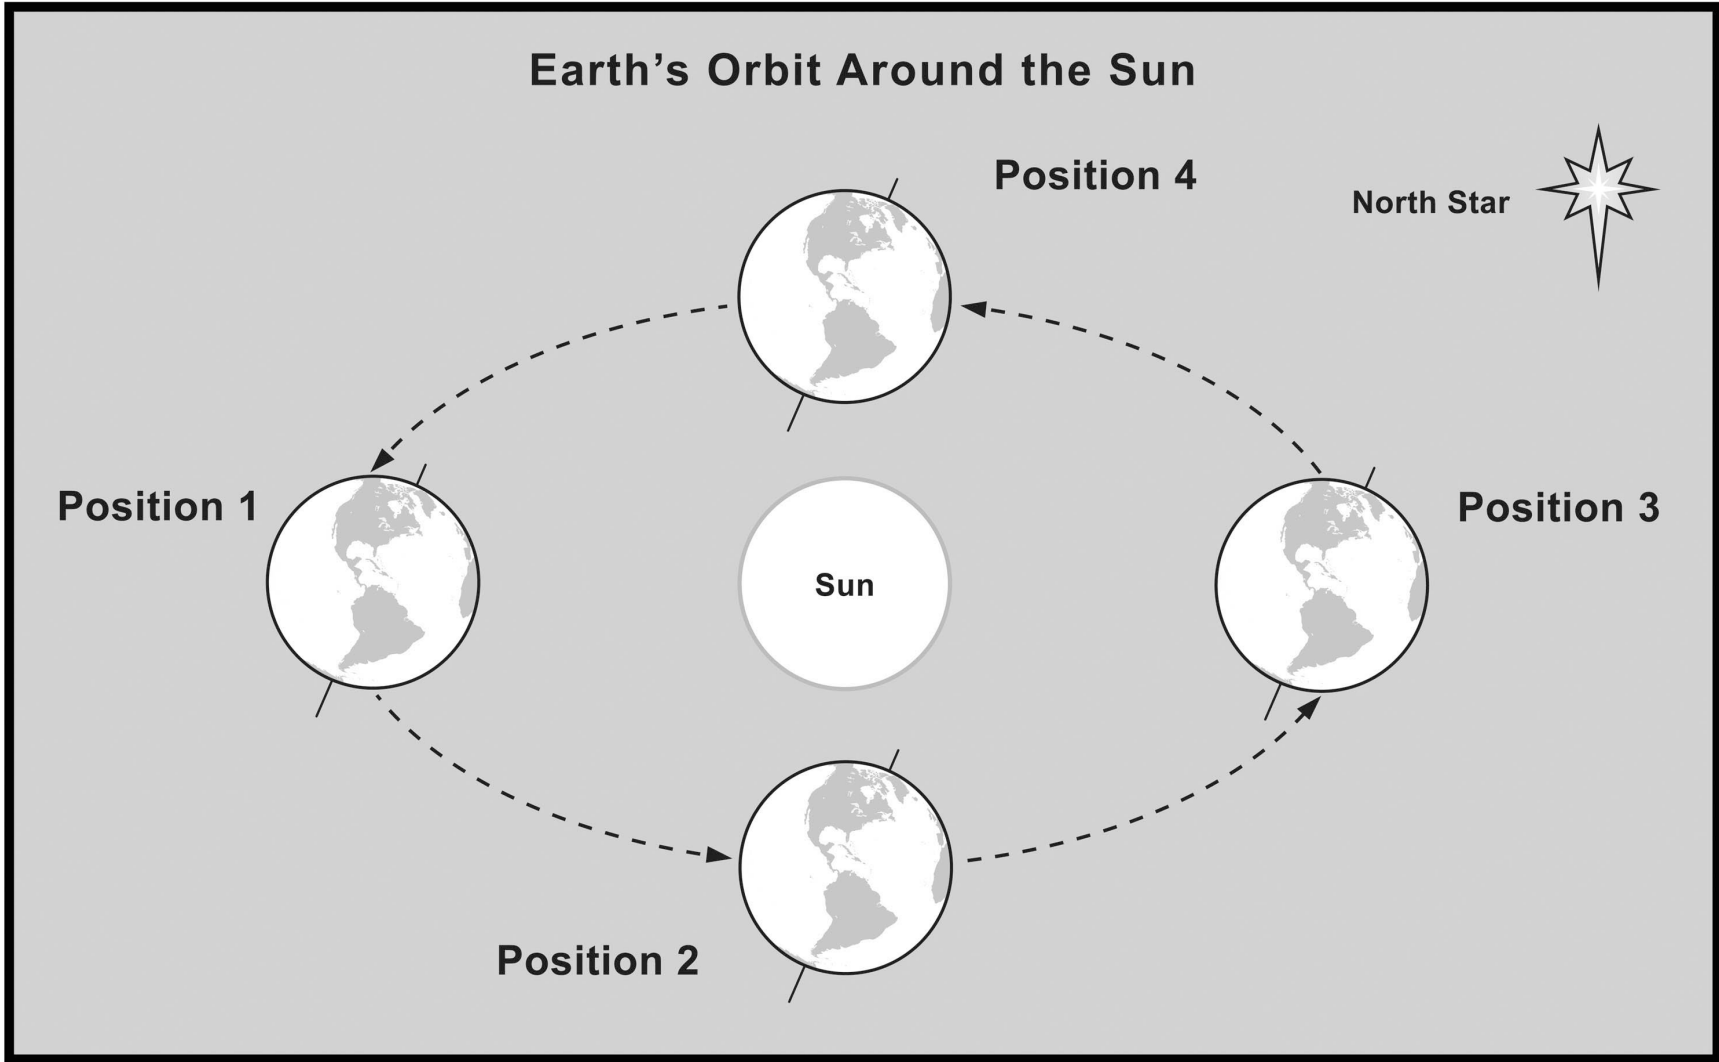 Earth’s Orbit Around the Sun
Position 4
North Star
Position 1
Position 3
Sun
Position 2